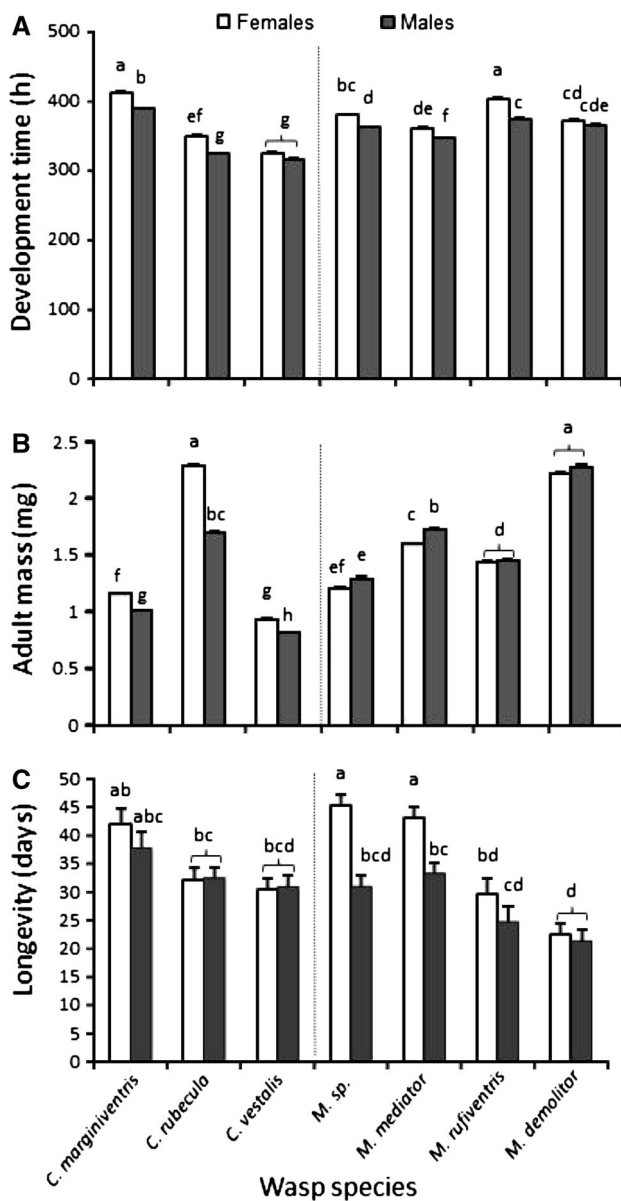 A
Females Males
Development time (h)
500
400
300
200
100
0
a b ef g g bc d de f a c cd cde
B
Adult mass (mg)
2.5
2
1.5
1
0.5
0
f g a bc g h ef e c b d a
C
Longevity (days)
50
45
40
35
30
25
20
15
10
5
0
ab abc bc bcd a bcd a bc bd cd d
C. marginiventris
C. rubecula
C. vestalis
M. sp.
M. mediator
M. rufiventris
M. demolitar
Wasp species